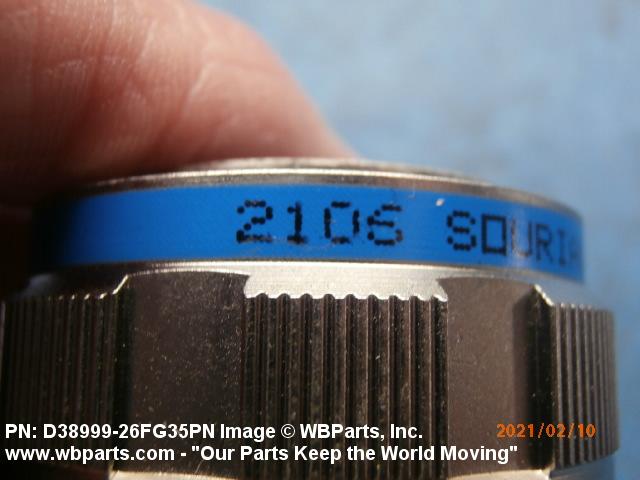 2106 SOURIA
PN: D38999-26FG35PN Image © WBParts, Inc.
2021/02/10
www.wbparts.com - "Our Parts Keep the World Moving"